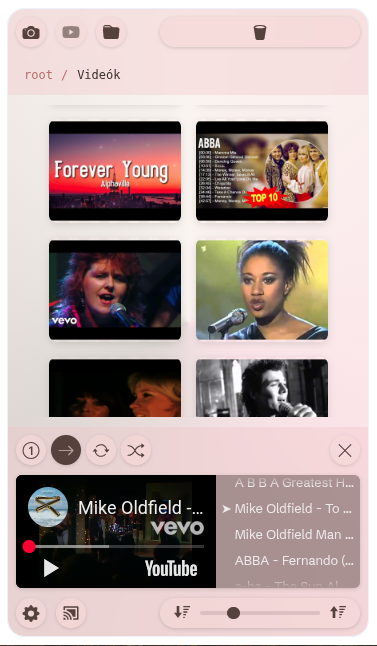 root / Videók
Forever Young
Alphaville
ABBA
TOP 10
vevo
1
Mike Oldfield -...
vevo
YouTube
A B B A Greatest H...
➤ Mike Oldfield - To ...
Mike Oldfield Man ...
ABBA - Fernando (...